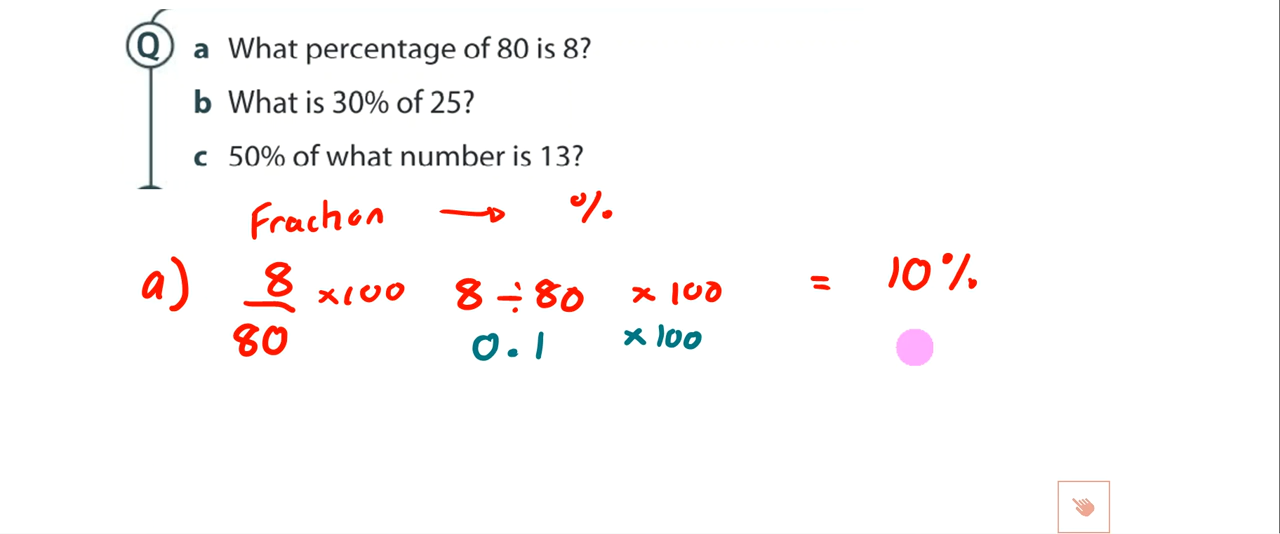 Q a What percentage of 80 is 8?
b What is 30% of 25?
c 50% of what number is 13?
Fraction → %
a) 8/80 ×100 8 ÷ 80 × 100 = 10%
0.1 × 100